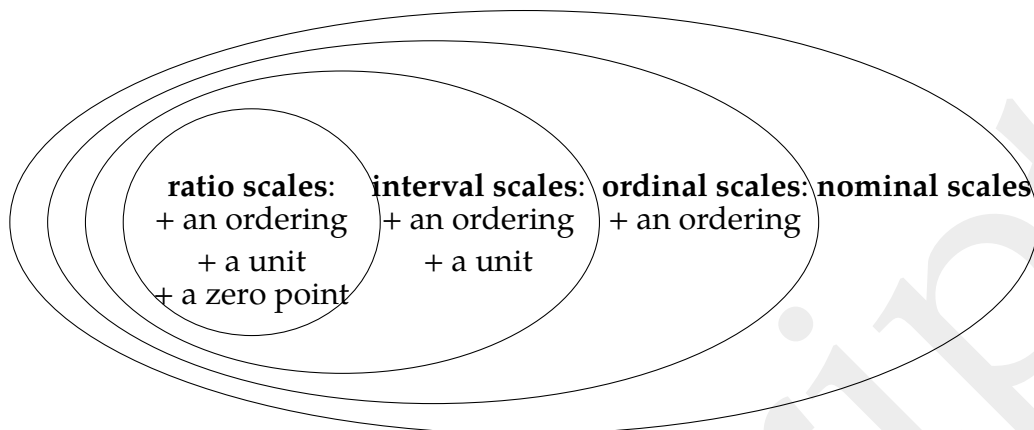 ratio scales:
+ an ordering
+ a unit
+ a zero point
interval scales:
+ an ordering
+ a unit
ordinal scales:
+ an ordering
nominal scales